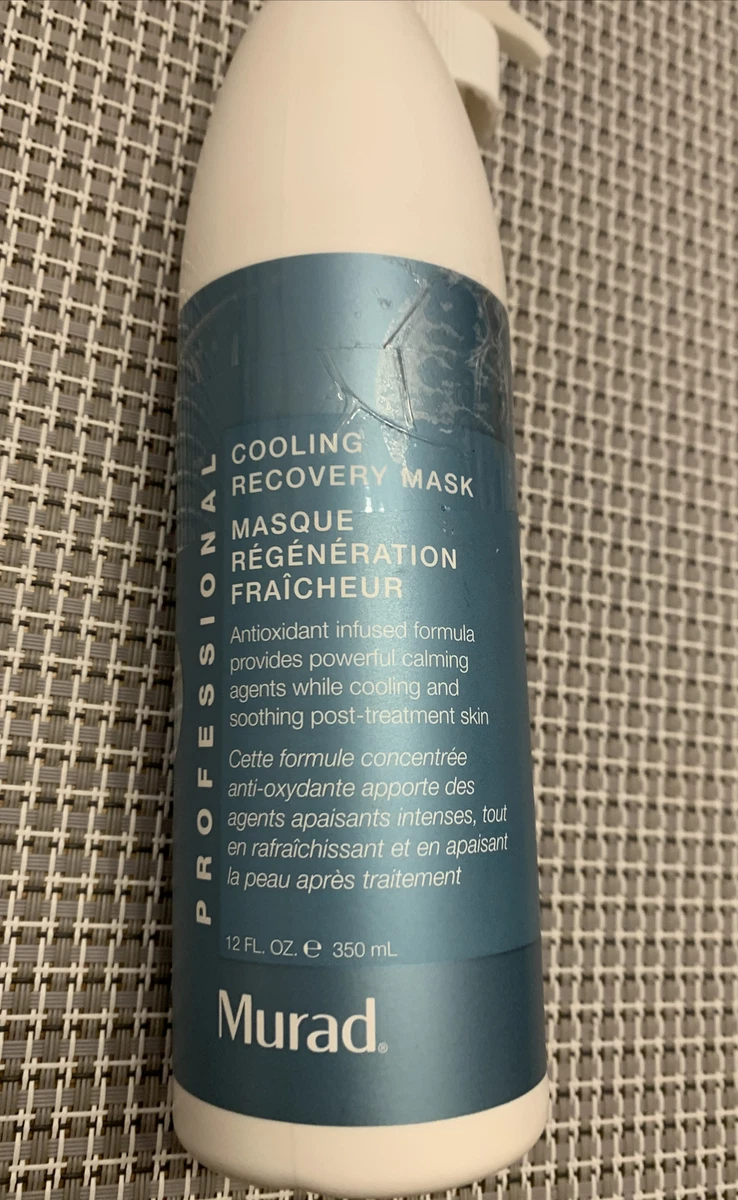 PROFESSIONAL
COOLING
RECOVERY MASK
MASQUE
RÉGÉNÉRATION
FRAÎCHEUR
Antioxidant infused formula
provides powerful calming
agents while cooling and
soothing post-treatment skin
Cette formule concentrée
anti-oxydante apporte des
agents apaisants intenses, tout
en rafraîchissant et en apaisant
la peau après traitement
12 FL. OZ. ℮ 350 mL
Murad®